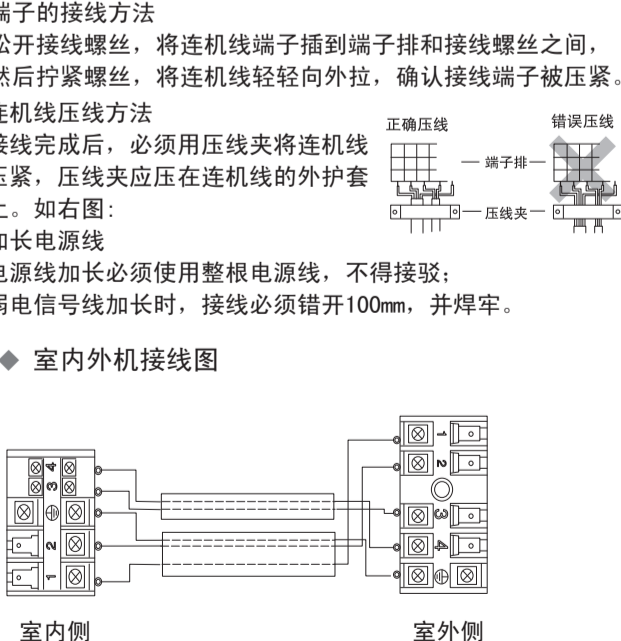 端子的接线方法
松开接线螺丝，将连机线端子插到端子排和接线螺丝之间，
然后拧紧螺丝，将连机线轻轻向外拉，确认接线端子被压紧。
连机线压线方法
接线完成后，必须用压线夹将连机线
压紧，压线夹应压在连机线的外护套
上。如右图：
正确压线
错误压线
端子排
压线夹
加长电源线
电源线加长必须使用整根电源线，不得接驳；
弱电信号线加长时，接线必须错开100mm，并焊牢。
◆ 室内外机接线图
4
3
2
1
1
2
3
4
室内侧
室外侧